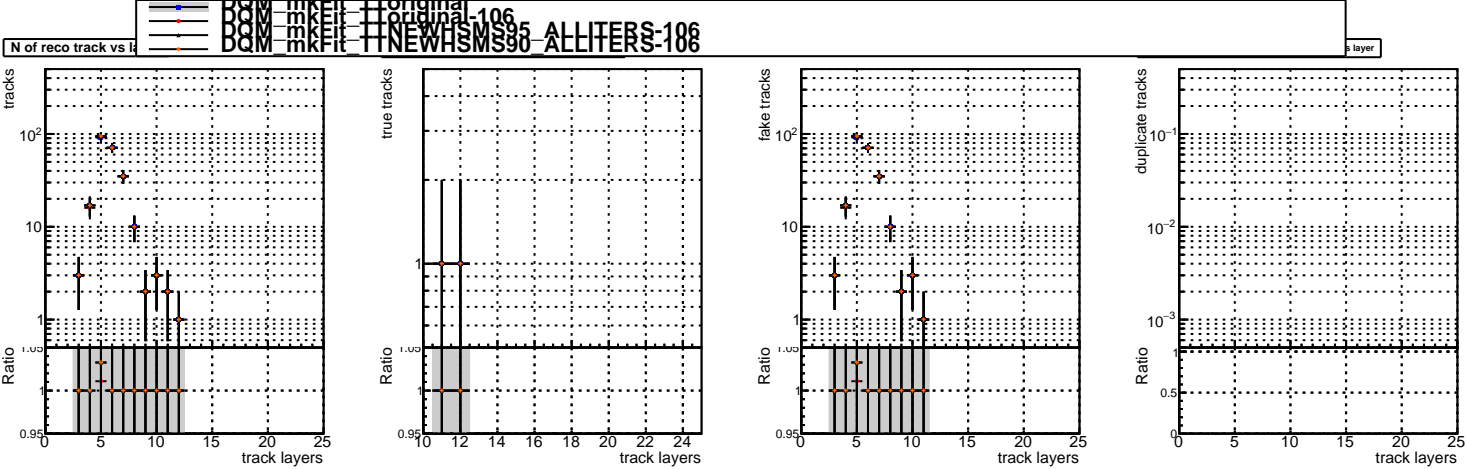 DQM_mkFit_TToriginal
DQM_mkFit_TToriginal-106
DQM_mkFit_TTNEWHSMS95_ALLITERS-106
DQM_mkFit_TTNEWHSMS90_ALLITERS-106
N of reco track vs la
s layer
tracks
10²
10
1
Ratio
1.05
1
0.95
0 5 10 15 20 25
track layers
true tracks
1
Ratio
1.05
1
0.95
10 12 14 16 18 20 22 24
track layers
fake tracks
10²
10
1
Ratio
1.05
1
0.95
0 5 10 15 20 25
track layers
duplicate tracks
10⁻¹
10⁻²
10⁻³
Ratio
1
0.5
0
0 5 10 15 20 25
track layers